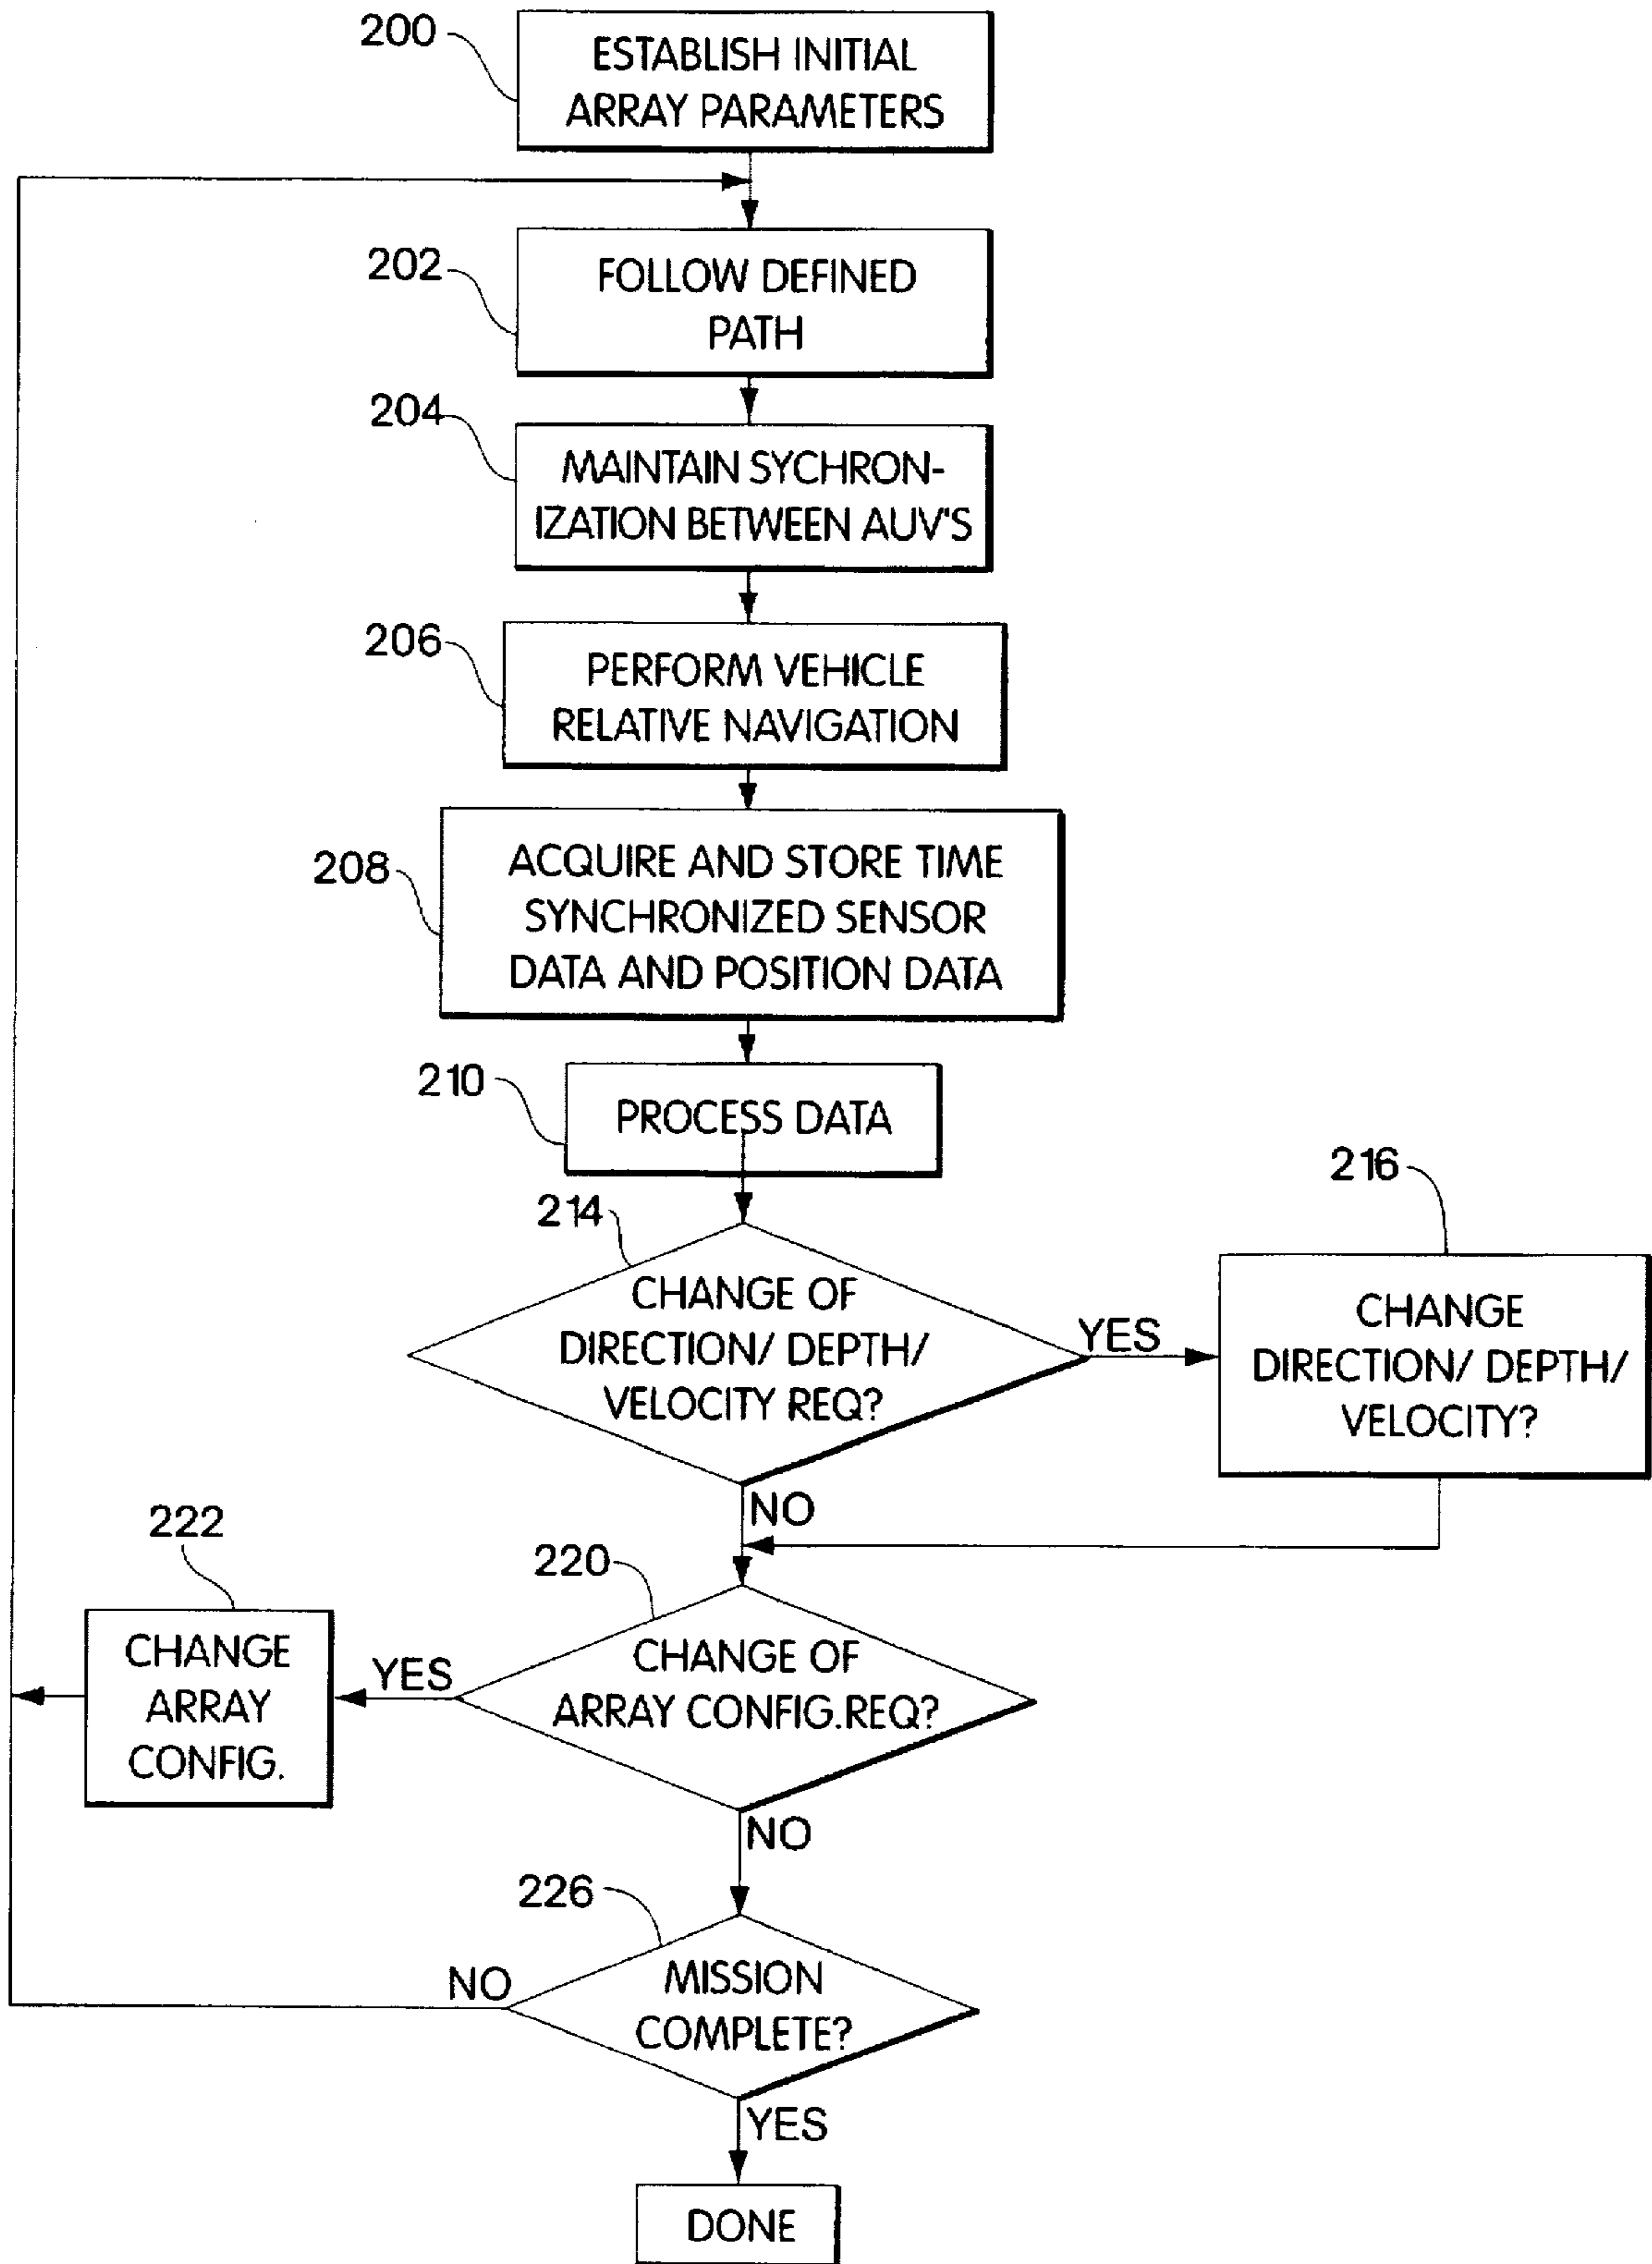 200
ESTABLISH INITIAL
ARRAY PARAMETERS
202
FOLLOW DEFINED
PATH
204
MAINTAIN SYCHRON-
IZATION BETWEEN AUV'S
206
PERFORM VEHICLE
RELATIVE NAVIGATION
208
ACQUIRE AND STORE TIME
SYNCHRONIZED SENSOR
DATA AND POSITION DATA
210
PROCESS DATA
214
CHANGE OF
DIRECTION/ DEPTH/
VELOCITY REQ?
YES
216
CHANGE
DIRECTION/ DEPTH/
VELOCITY?
NO
220
CHANGE OF
ARRAY CONFIG.REQ?
YES
222
CHANGE
ARRAY
CONFIG.
NO
226
MISSION
COMPLETE?
NO
YES
DONE